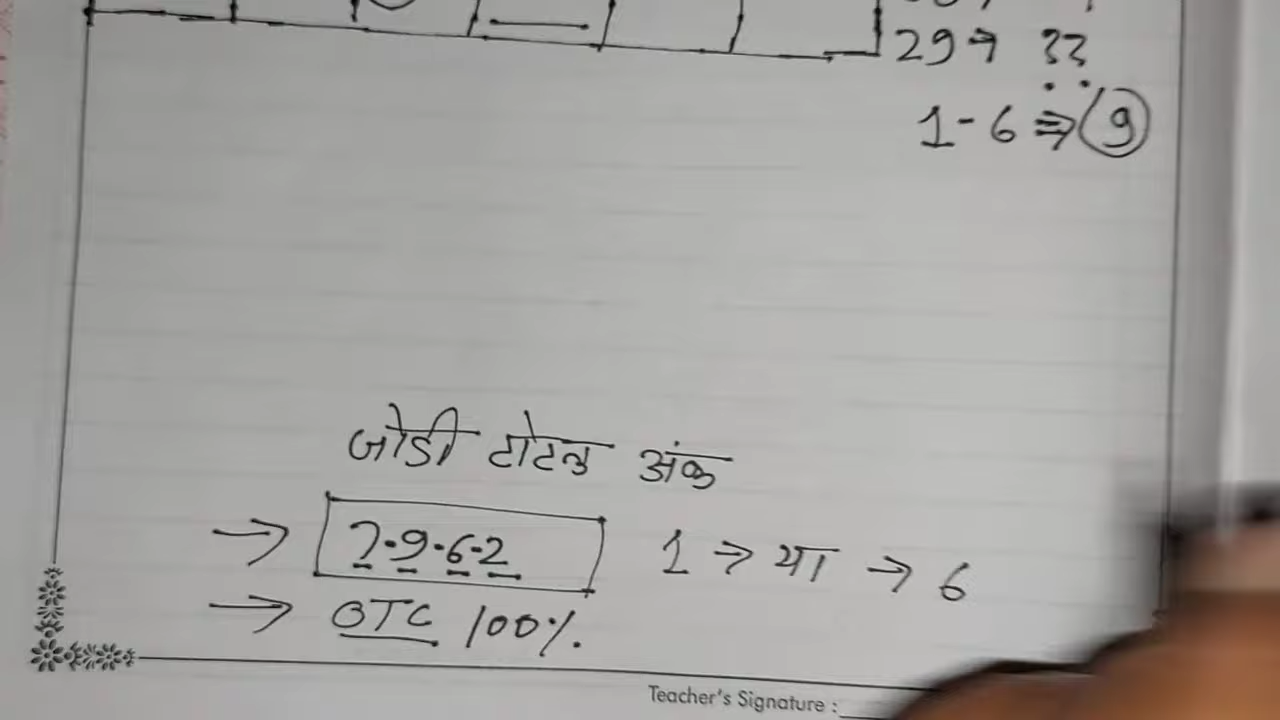 29→ 33
1-6 ⇒ 9
जोडी टोटल अंक
→ 7-9-6-2 1 → या → 6
→ OTC 100%.
Teacher's Signature :